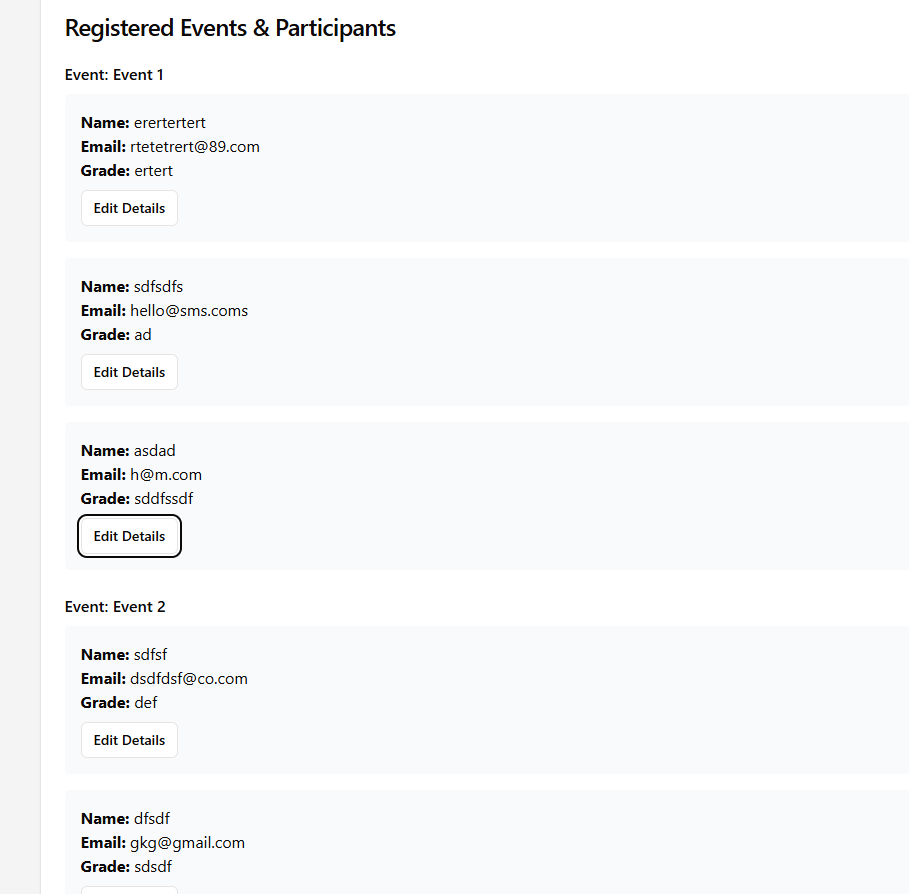 Registered Events & Participants
Event: Event 1
Name: erertertert
Email: rtetetrert@89.com
Grade: ertert
Edit Details
Name: sdfsdfs
Email: hello@sms.coms
Grade: ad
Edit Details
Name: asdad
Email: h@m.com
Grade: sddfssdf
Edit Details
Event: Event 2
Name: sdfsf
Email: dsdfdsf@co.com
Grade: def
Edit Details
Name: dfsdf
Email: gkg@gmail.com
Grade: sdsdf